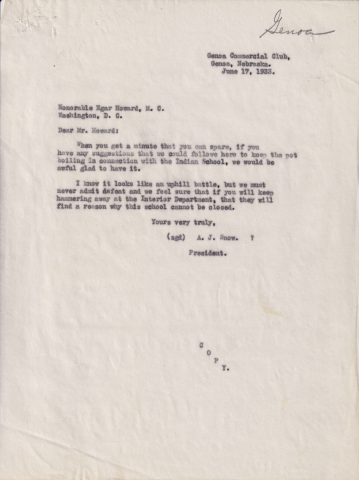 Genoa
Genoa Commercial Club,
Genoa, Nebraska.
June 17, 1933.
Honorable Egar Howard, M. C.
Washington, D. C.
Dear Mr. Howard:
When you get a minute that you can spare, if you
have any suggestions that we could follow here to keep the pot
boiling in connection with the Indian School, we would be
awful glad to have it.
I know it looks like an uphill battle, but we must
never admit defeat and we feel sure that if you will keep
hammering away at the Interior Department, that they will
find a reason why this school cannot be closed.
Yours very truly,
(sgd) A. J. Snow. ?
President.
C
O
P
Y.